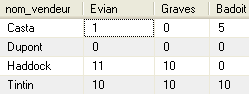 nom_vendeur Evian Graves Badoit
Casta 1 0 5
Dupont 0 0 0
Haddock 11 10 0
Tintin 10 10 10